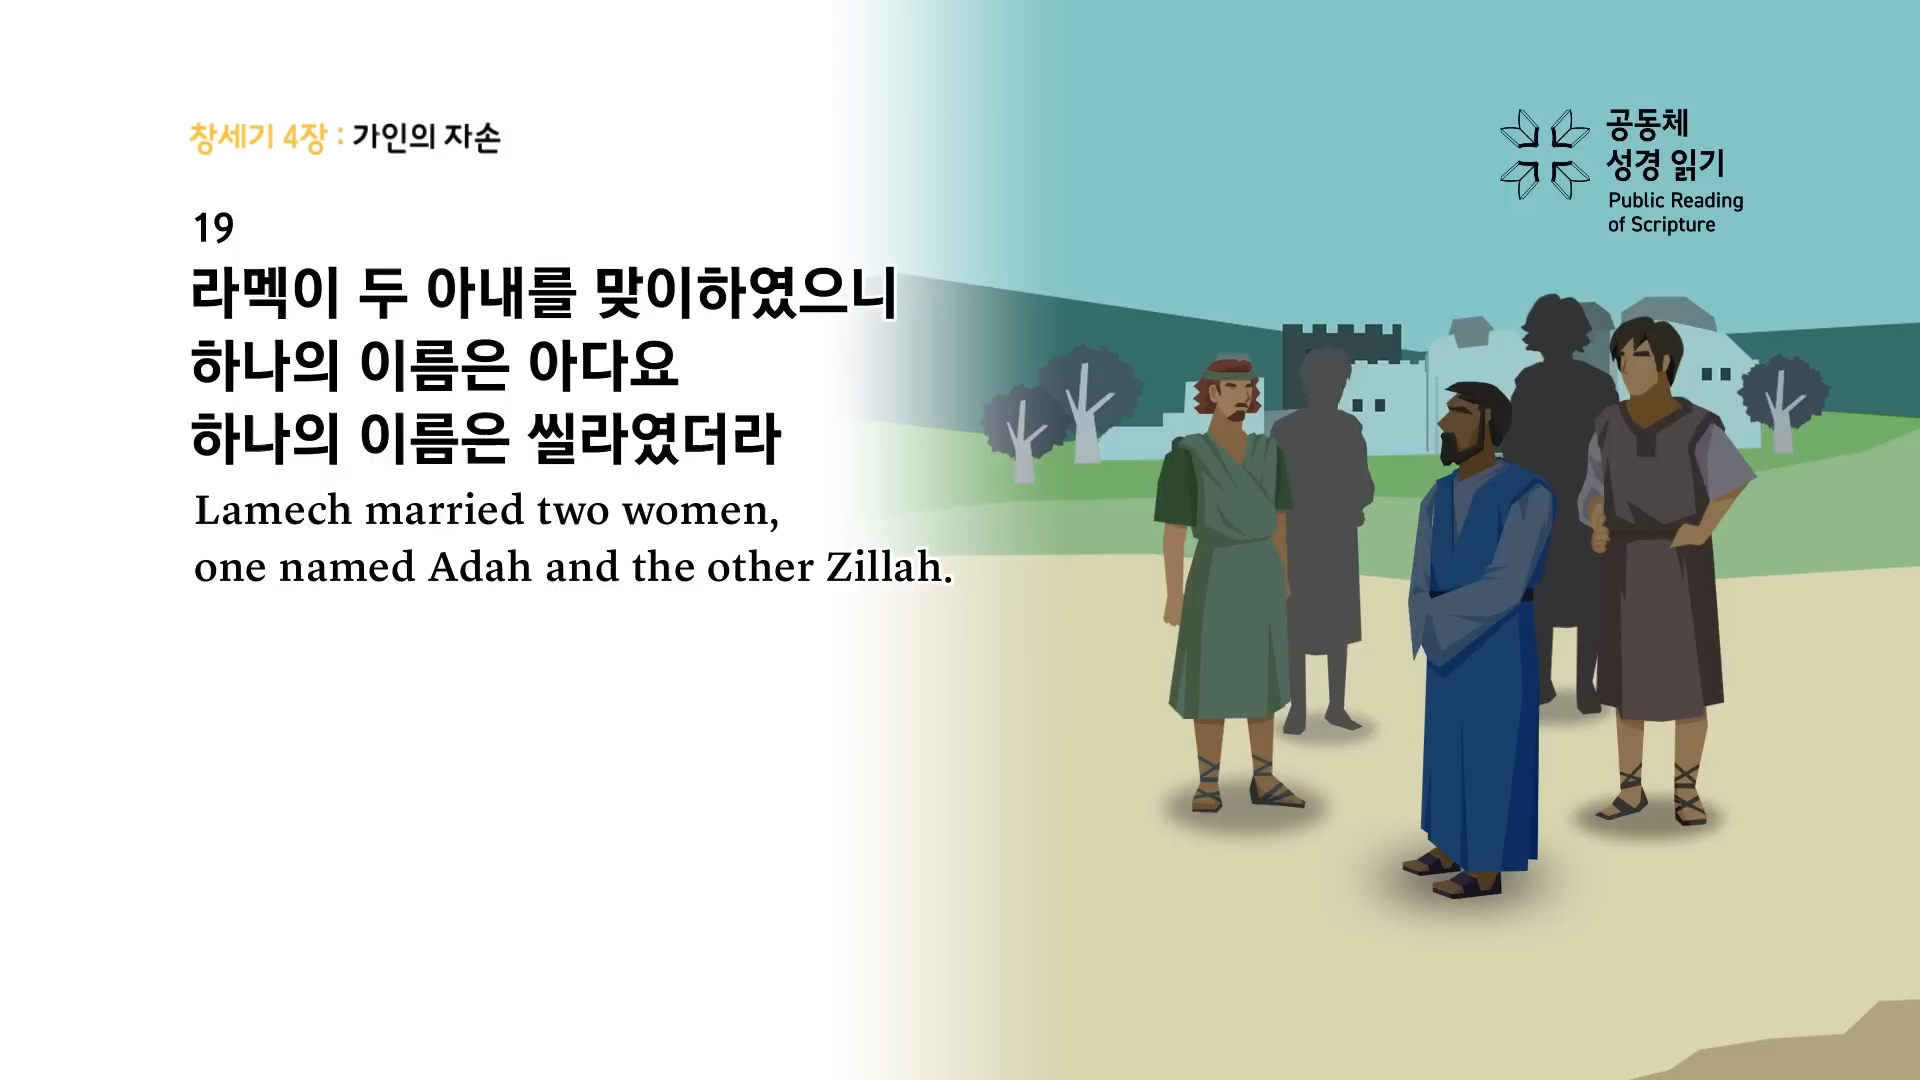 창세기 4장 : 가인의 자손
19
라멕이 두 아내를 맞이하였으니
하나의 이름은 아다요
하나의 이름은 씰라였더라
Lamech married two women,
one named Adah and the other Zillah.
공동체
성경 읽기
Public Reading
of Scripture